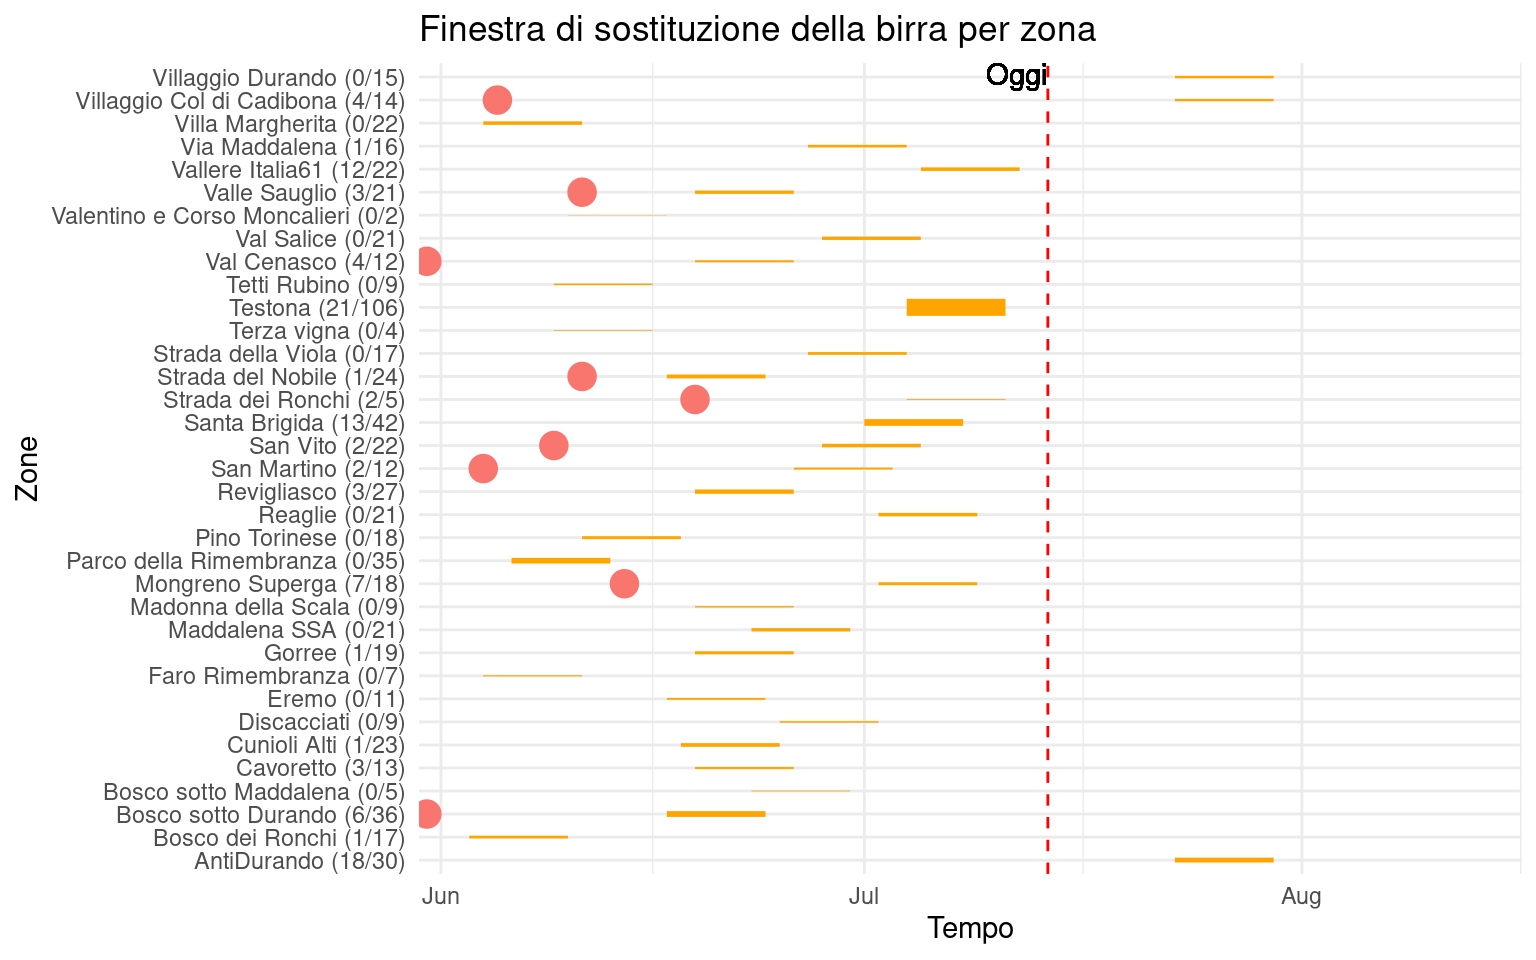 Finestra di sostituzione della birra per zona
Oggi
Villaggio Durando (0/15)
Villaggio Col di Cadibona (4/14)
Villa Margherita (0/22)
Via Maddalena (1/16)
Vallere Italia61 (12/22)
Valle Sauglio (3/21)
Valentino e Corso Moncalieri (0/2)
Val Salice (0/21)
Val Cenasco (4/12)
Tetti Rubino (0/9)
Testona (21/106)
Terza vigna (0/4)
Strada della Viola (0/17)
Strada del Nobile (1/24)
Strada dei Ronchi (2/5)
Santa Brigida (13/42)
San Vito (2/22)
San Martino (2/12)
Revigliasco (3/27)
Reaglie (0/21)
Pino Torinese (0/18)
Parco della Rimembranza (0/35)
Mongreno Superga (7/18)
Madonna della Scala (0/9)
Maddalena SSA (0/21)
Gorree (1/19)
Faro Rimembranza (0/7)
Eremo (0/11)
Discacciati (0/9)
Cunioli Alti (1/23)
Cavoretto (3/13)
Bosco sotto Maddalena (0/5)
Bosco sotto Durando (6/36)
Bosco dei Ronchi (1/17)
AntiDurando (18/30)
Zone
Jun Jul Aug
Tempo